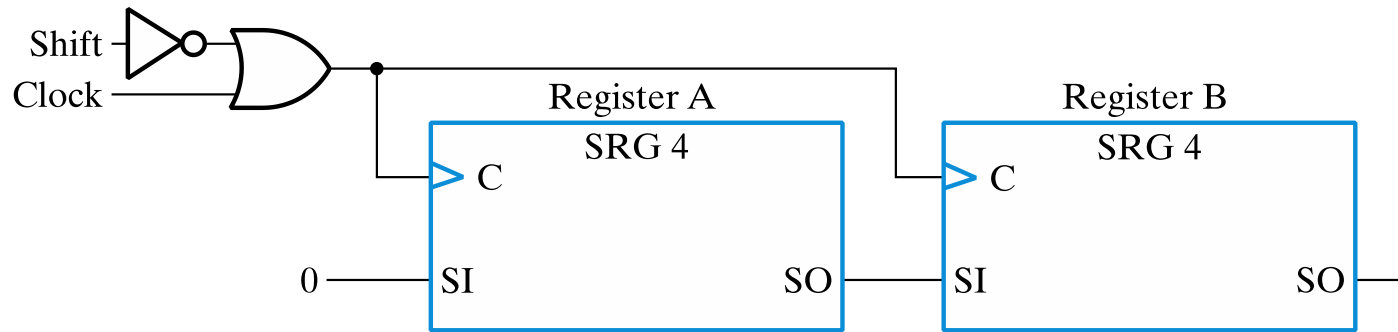 Shift
Clock
Register A
Register B
SRG 4
SRG 4
C
C
0
SI
SO
SI
SO